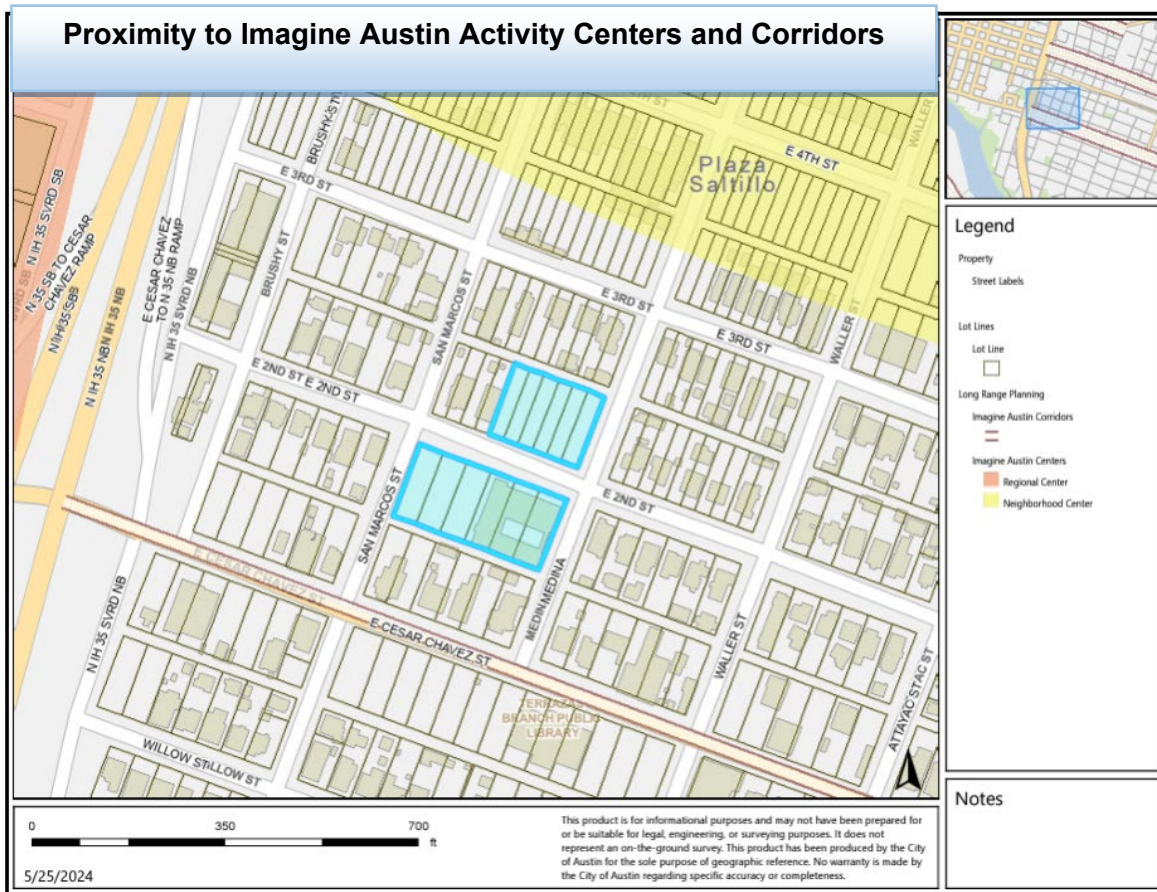 Proximity to Imagine Austin Activity Centers and Corridors
BRUSHY ST
E 4TH ST
WALLER
WALLER
Plaza
Saltillo
E 3RD ST
N IH 35 SVRD SB
N 35 SB TO CESAR
CHAVEZ RAMP
SVRD SB
N IH 35 SB
E CESAR CHAVEZ
TO N 35 NB RAMP
N IH 35 NB N IH 35 NB
N IH 35 SVRD NB
BRUSHY ST
SAN MARCOS ST
E 3RD ST
E 3RD ST
WALLER ST
E 2ND ST E 2ND ST
SAN MARCOS ST
E 2ND ST
E CESAR CHAVEZ ST
MEDINA
E CESAR CHAVEZ ST
WALLER ST
N IH 35 SVRD NB
TERRAZAS
BRANCH PUBLIC
LIBRARY
WILLOW ST
Legend
Property
Street Labels
Lot Lines
Lot Line
Long Range Planning
Imagine Austin Corridors
Imagine Austin Centers
Regional Center
Neighborhood Center
Notes
0 350 700
ft
5/25/2024
This product is for informational purposes and may not have been prepared for
or be suitable for legal, engineering, or surveying purposes. It does not
represent an on-the-ground survey. This product has been produced by the City
of Austin for the sole purpose of geographic reference. No warranty is made by
the City of Austin regarding specific accuracy or completeness.